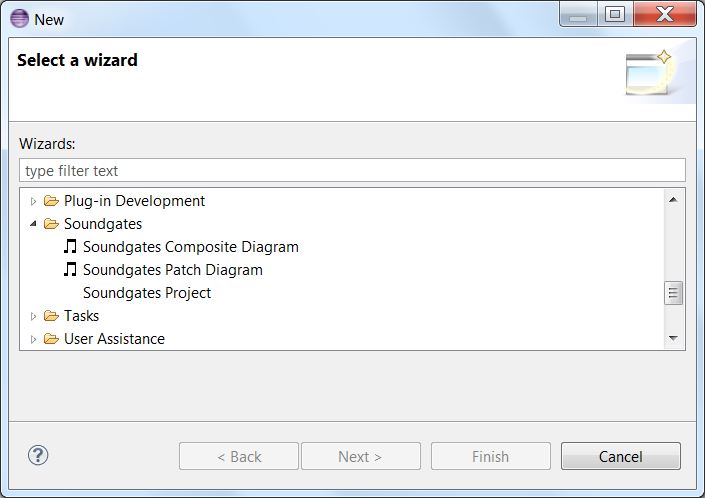 New
Select a wizard
Wizards:
type filter text
Plug-in Development
Soundgates
Soundgates Composite Diagram
Soundgates Patch Diagram
Soundgates Project
Tasks
User Assistance
< Back Next > Finish Cancel